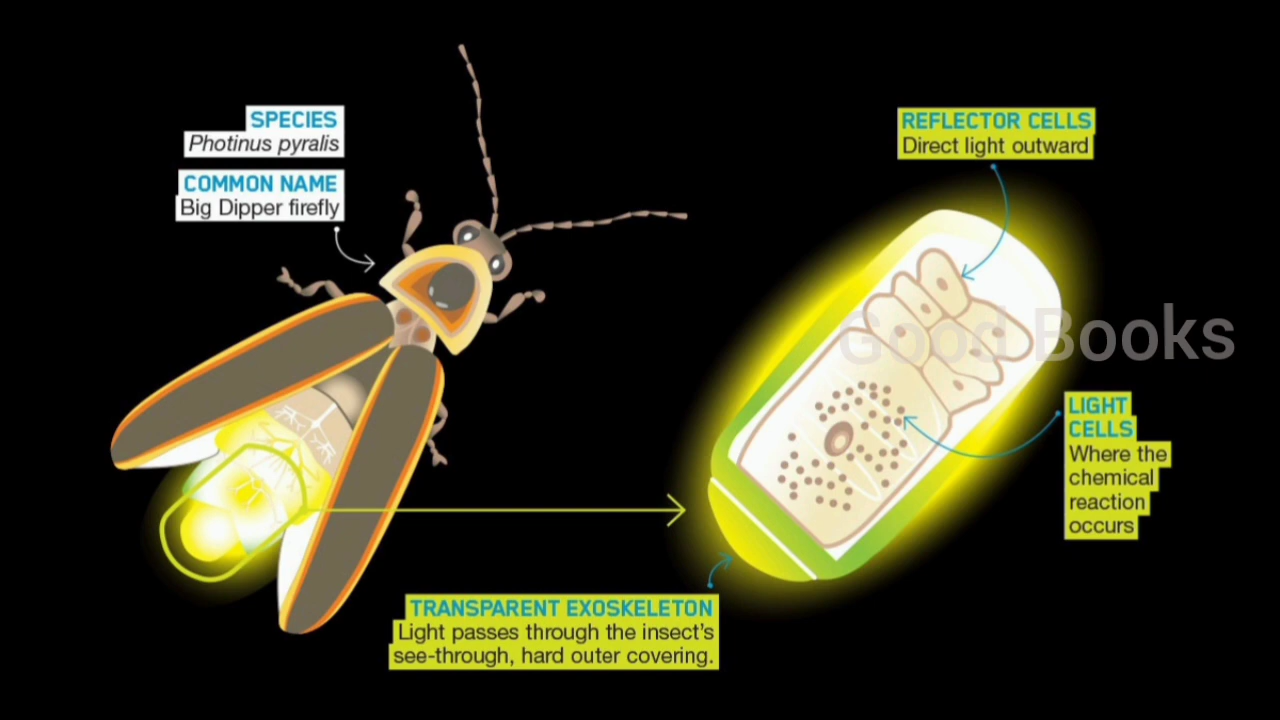 SPECIES
Photinus pyralis
COMMON NAME
Big Dipper firefly
REFLECTOR CELLS
Direct light outward
Good Books
LIGHT
CELLS
Where the
chemical
reaction
occurs
TRANSPARENT EXOSKELETON
Light passes through the insect’s
see-through, hard outer covering.